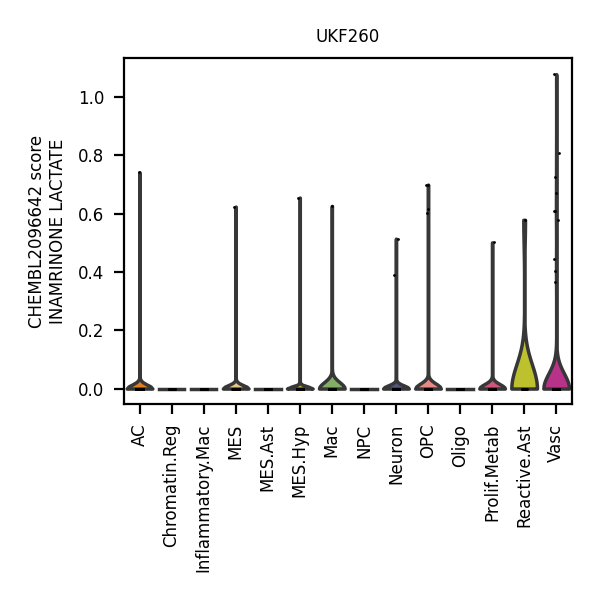 UKF260
CHEMBL2096642 score
INAMRINONE LACTATE
1.0
0.8
0.6
0.4
0.2
0.0
AC
Chromatin.Reg
Inflammatory.Mac
MES
MES.Ast
MES.Hyp
Mac
NPC
Neuron
OPC
Oligo
Prolif.Metab
Reactive.Ast
Vasc